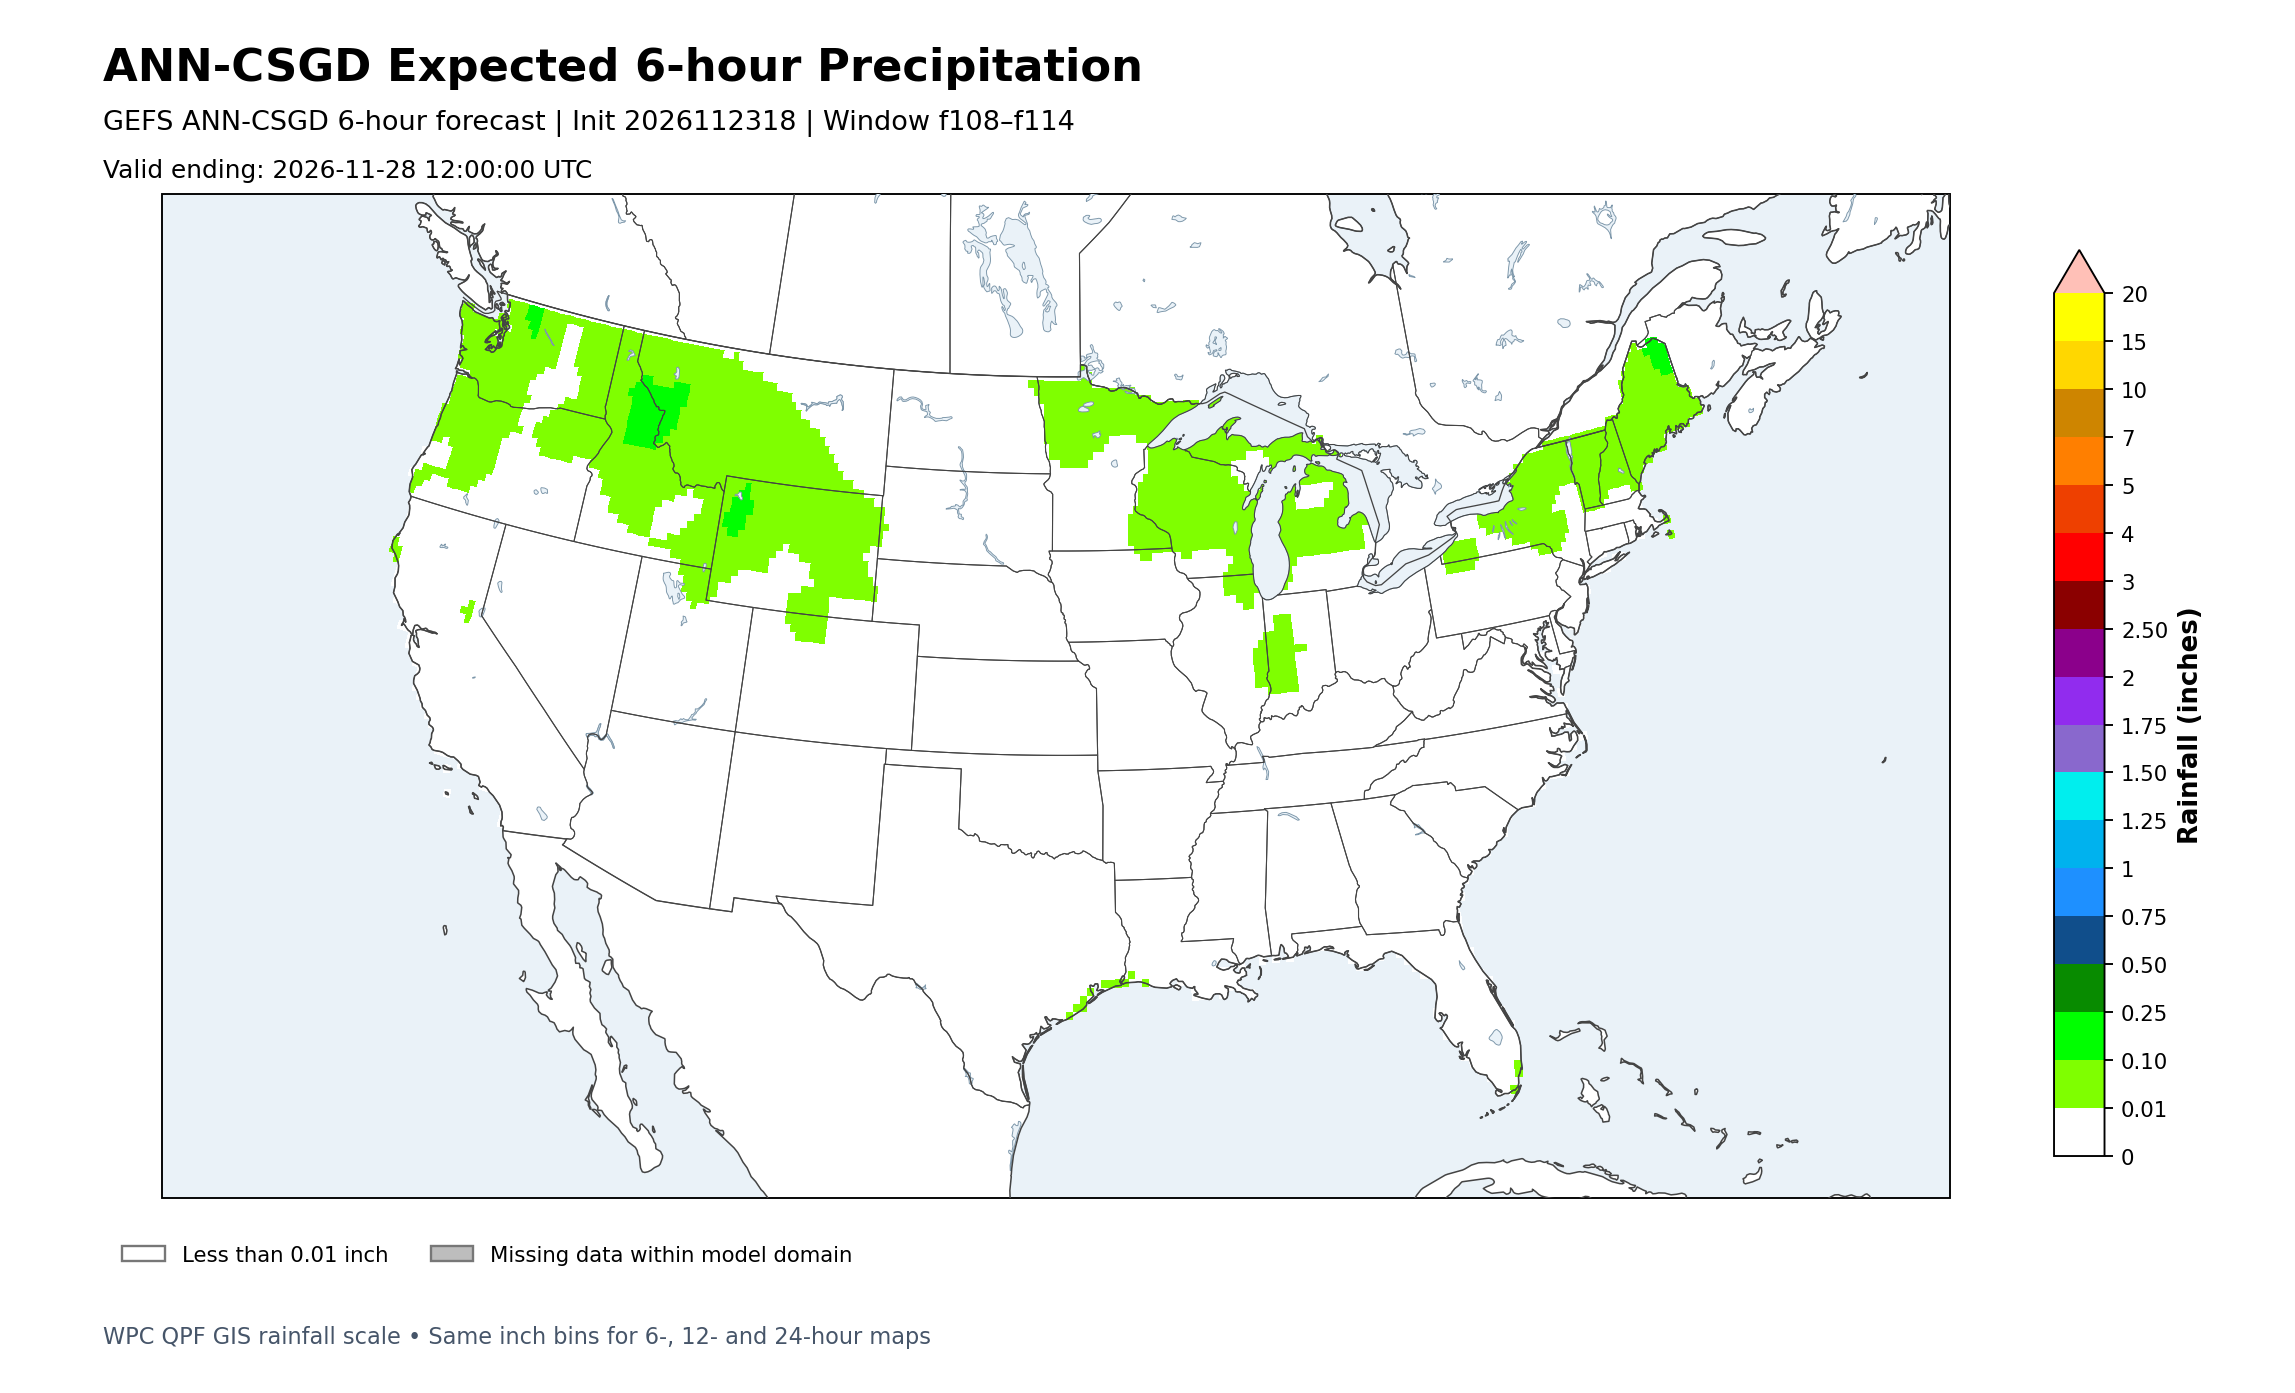 ANN-CSGD Expected 6-hour Precipitation
GEFS ANN-CSGD 6-hour forecast | Init 2026112318 | Window f108–f114
Valid ending: 2026-11-28 12:00:00 UTC
20
15
10
7
5
4
3
2.50
2
1.75
1.50
1.25
1
0.75
0.50
0.25
0.10
0.01
0
Rainfall (inches)
Less than 0.01 inch
Missing data within model domain
WPC QPF GIS rainfall scale • Same inch bins for 6-, 12- and 24-hour maps